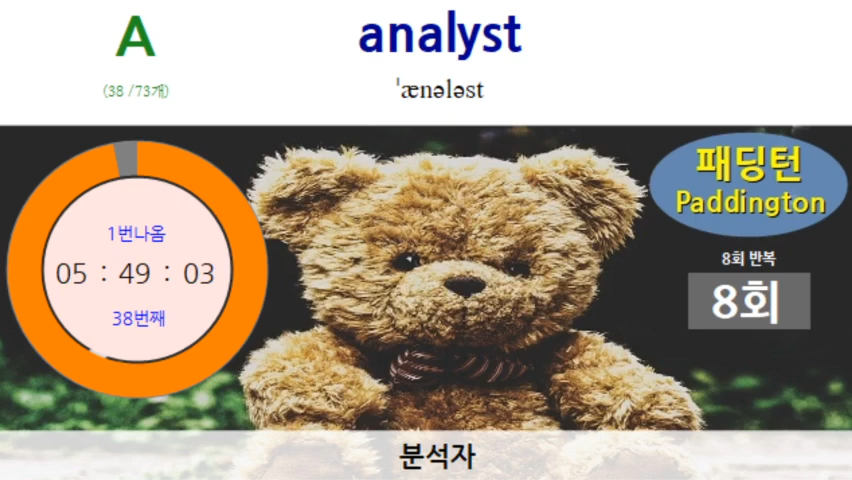 A
(38 /73개)
analyst
ˈænələst
1번나옴
05 : 49 : 03
38번째
패딩턴
Paddington
8회 반복
8회
분석자